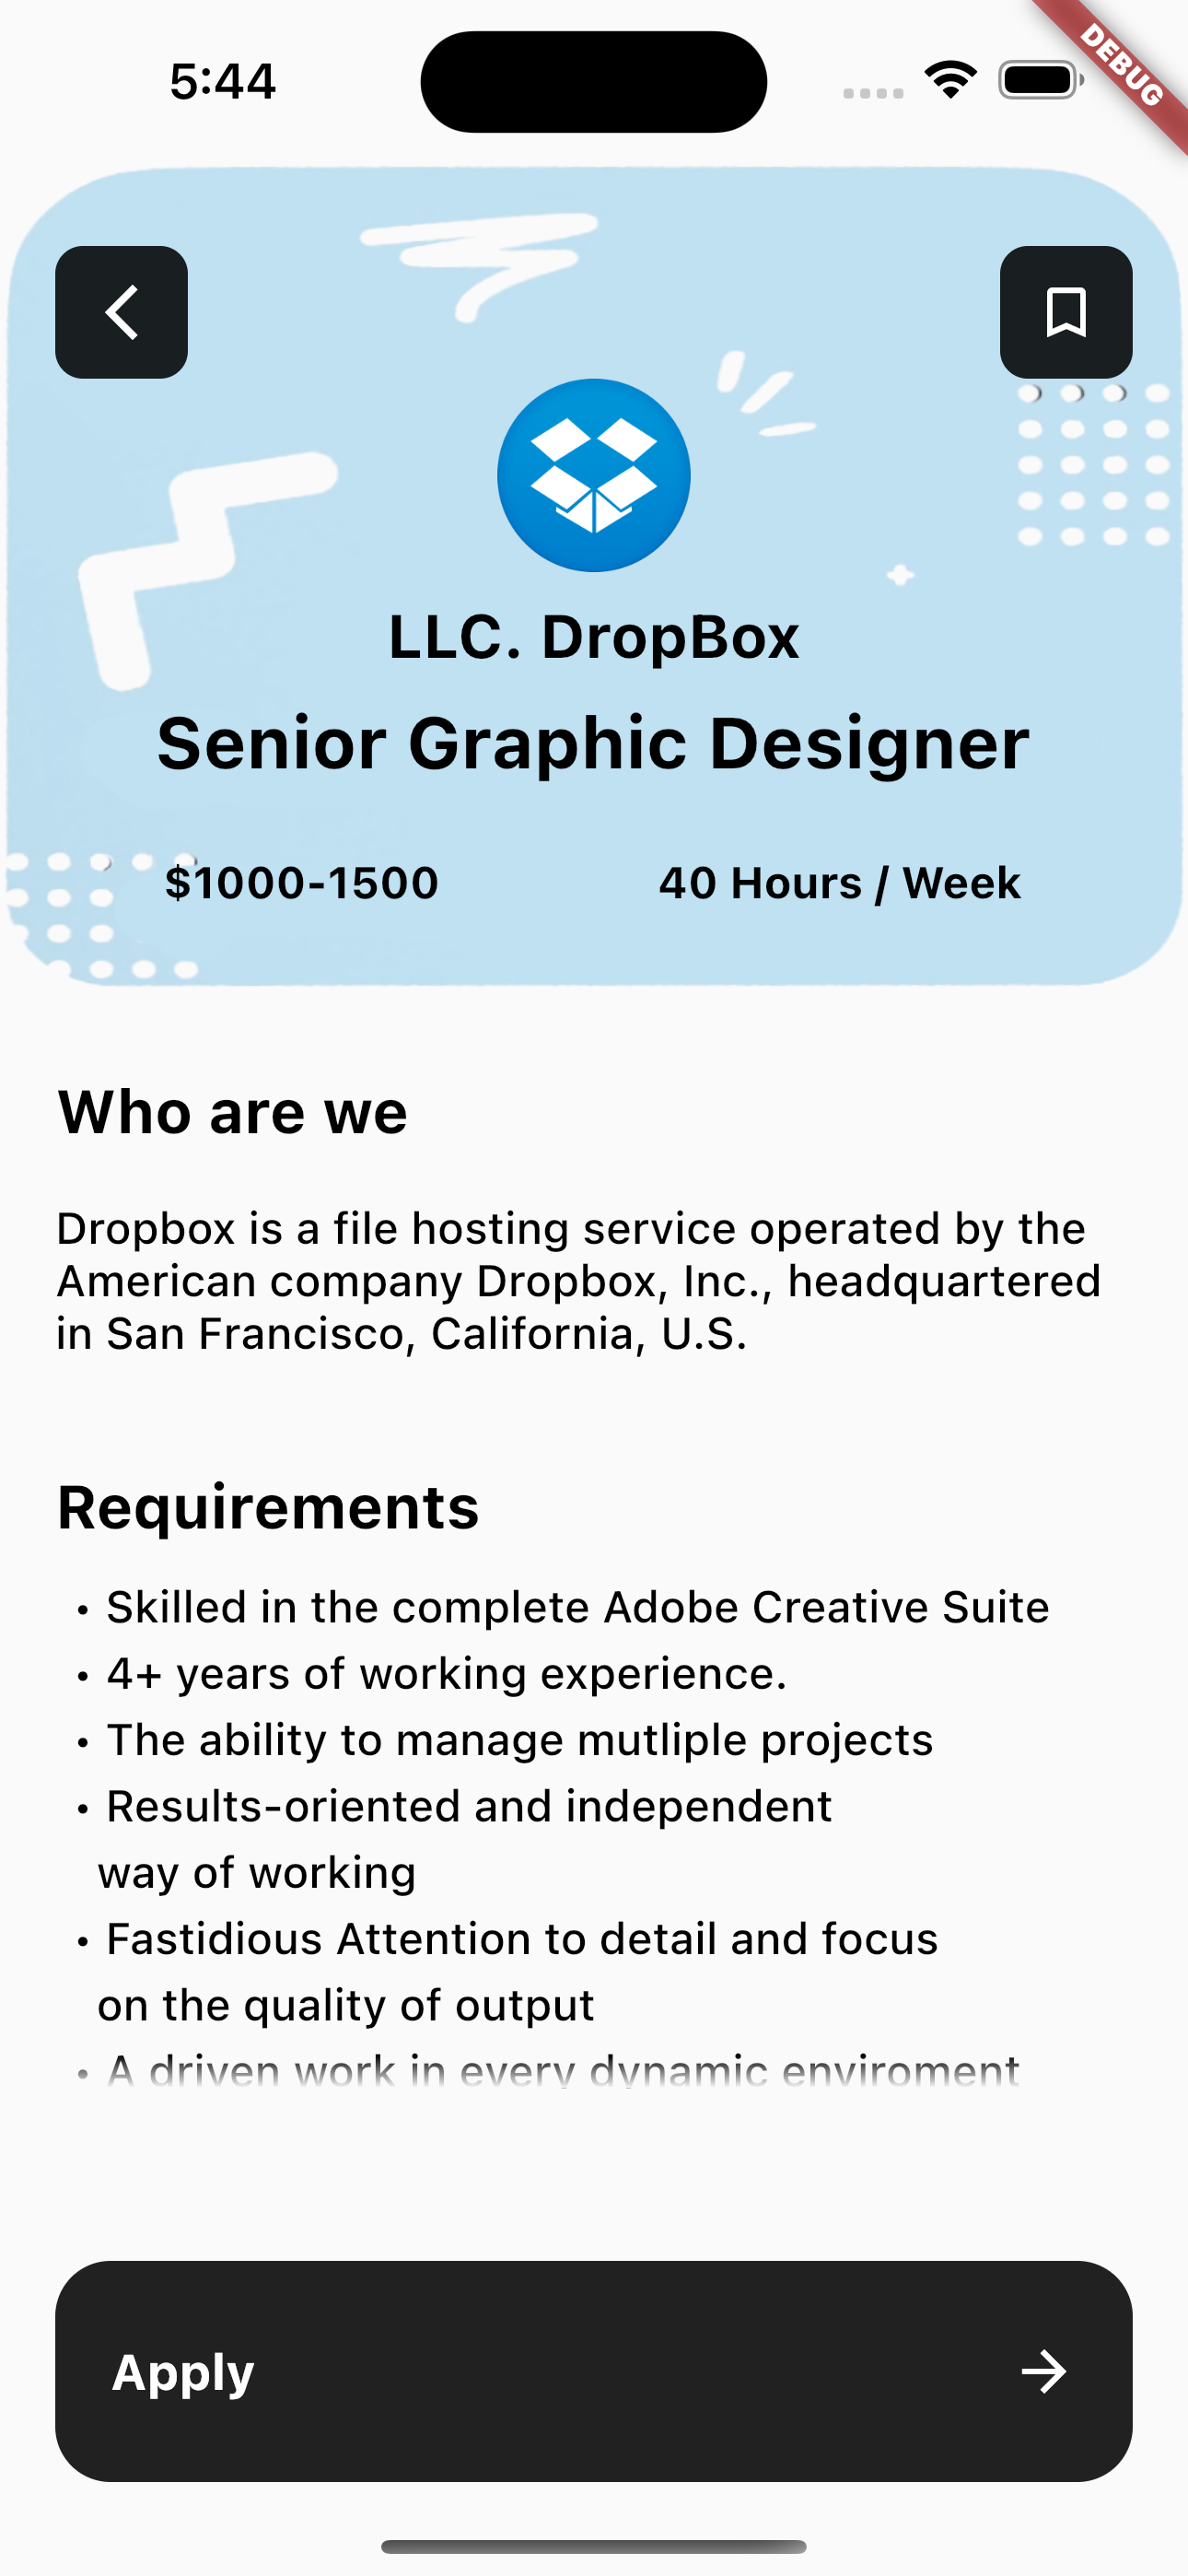 5:44
DEBUG
LLC. DropBox
Senior Graphic Designer
$1000-1500
40 Hours / Week
Who are we
Dropbox is a file hosting service operated by the
American company Dropbox, Inc., headquartered
in San Francisco, California, U.S.
Requirements
• Skilled in the complete Adobe Creative Suite
• 4+ years of working experience.
• The ability to manage mutliple projects
• Results-oriented and independent
way of working
• Fastidious Attention to detail and focus
on the quality of output
• A driven work in every dynamic enviroment
Apply